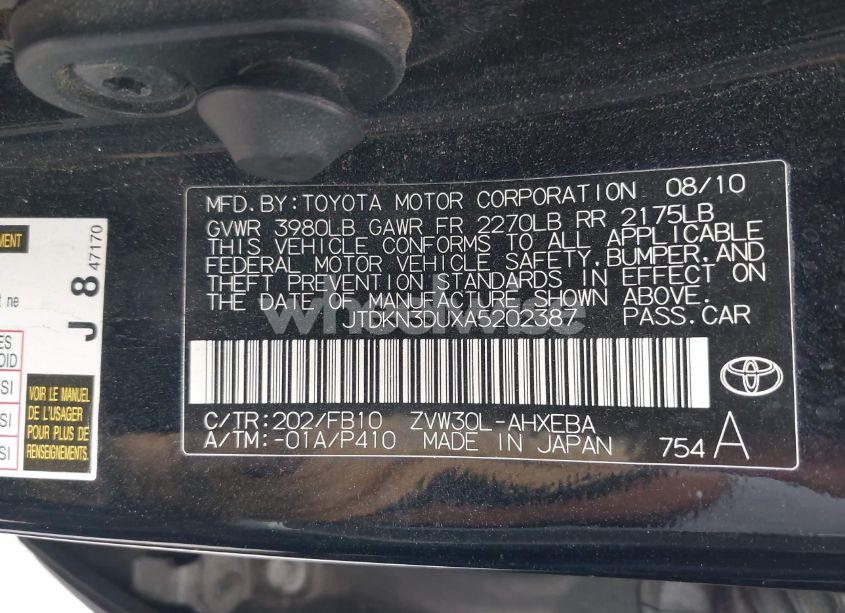 MFD.BY:TOYOTA MOTOR CORPORATION 08/10
GVWR 3980LB GAWR FR 2270LB RR 2175LB
THIS VEHICLE CONFORMS TO ALL APPLICABLE
FEDERAL MOTOR VEHICLE SAFETY,BUMPER,AND
THEFT PREVENTION STANDARDS IN EFFECT ON
THE DATE OF MANUFACTURE SHOWN ABOVE.
JTDKN3DUXA5202387 PASS.CAR
C/TR:202/FB10 ZVW30L-AHXEBA
A/TM:-01A/P410 MADE IN JAPAN 754 A
J 8 47170
VOIR LE MANUEL
DE L'USAGER
POUR PLUS DE
RENSEIGNEMENTS.